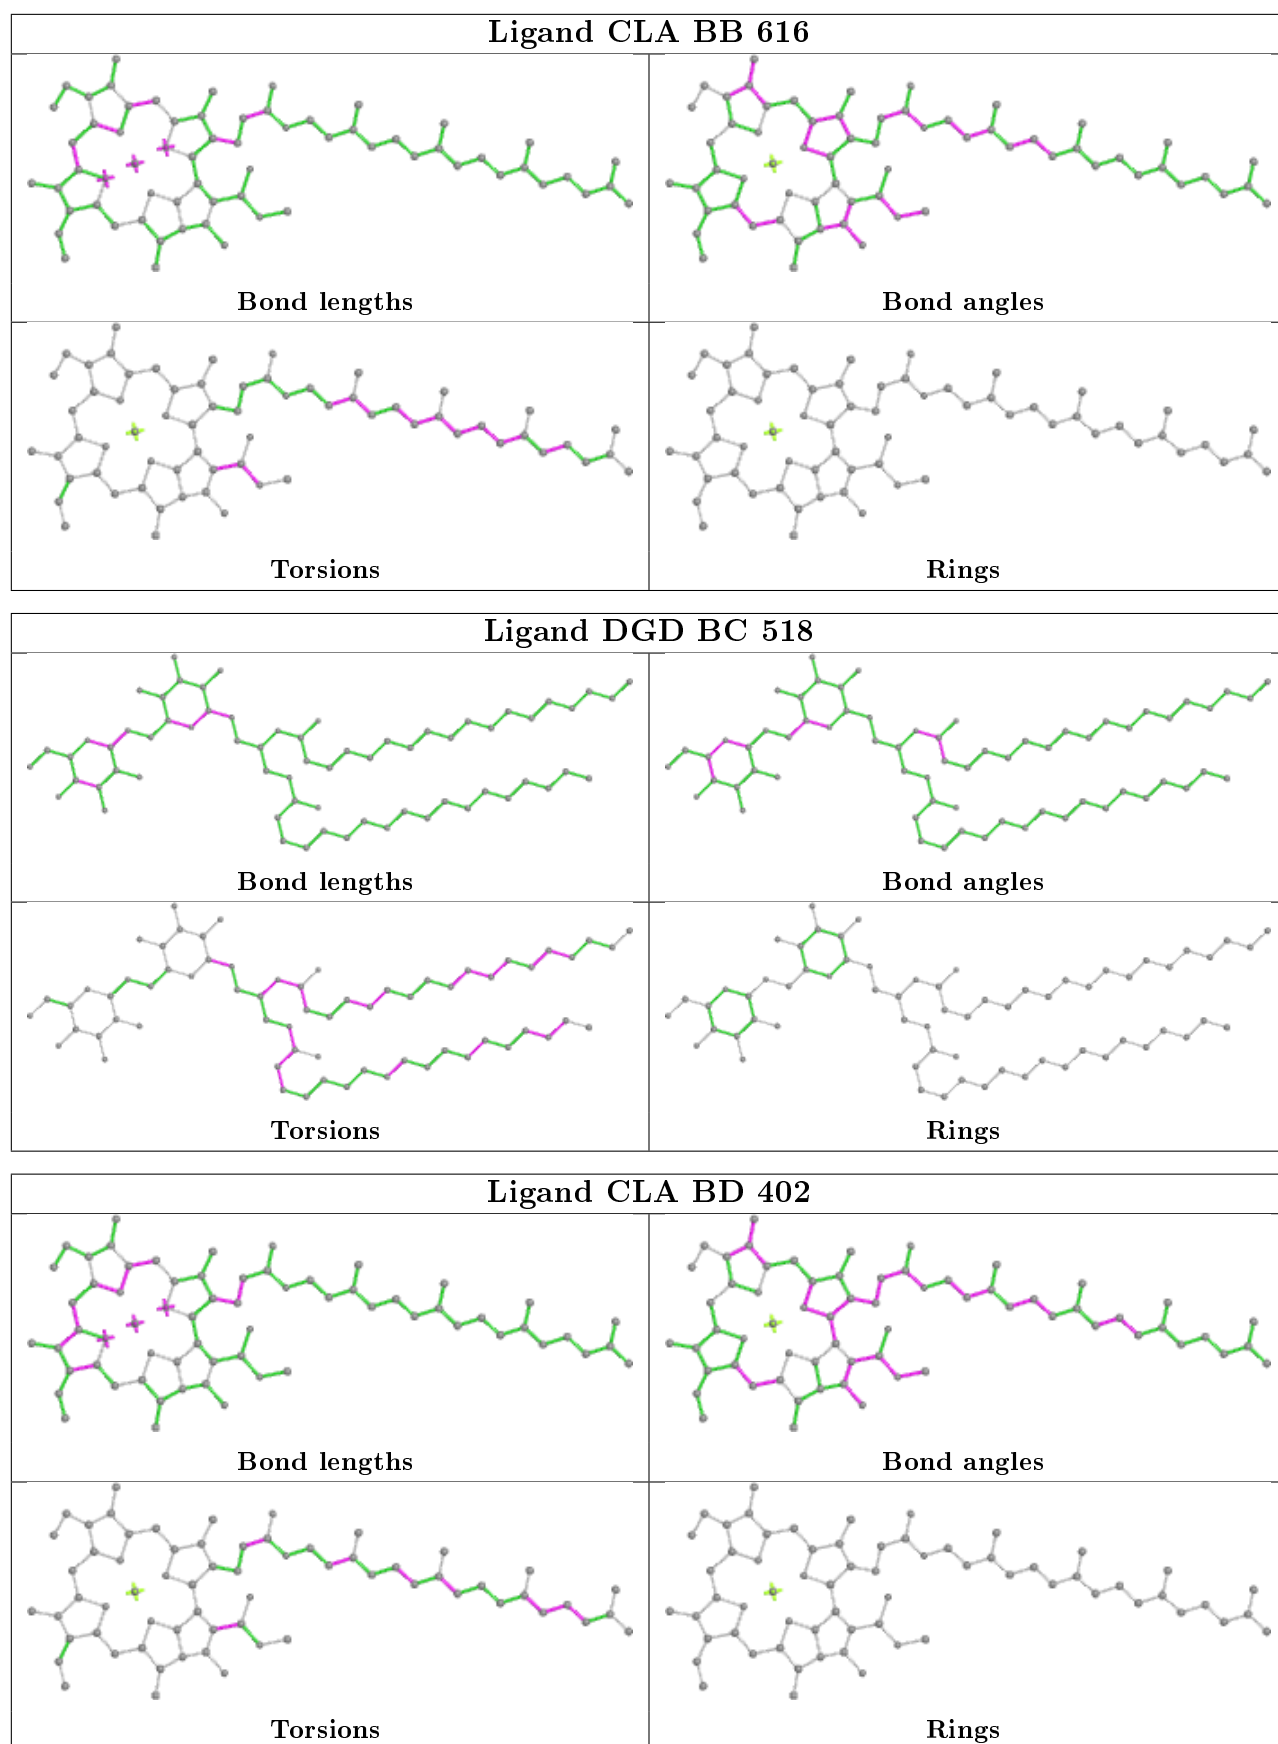 Ligand CLA BB 616
Bond lengths
Bond angles
Torsions
Rings
Ligand DGD BC 518
Bond lengths
Bond angles
Torsions
Rings
Ligand CLA BD 402
Bond lengths
Bond angles
Torsions
Rings